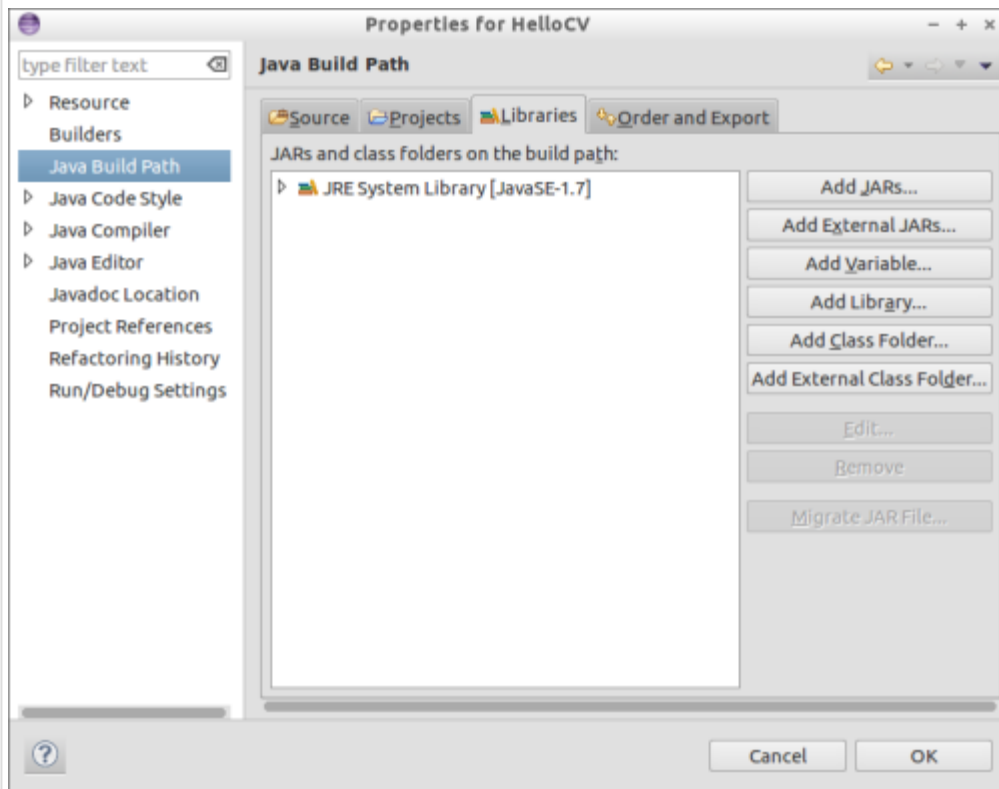 Properties for HelloCV
type filter text
Resource
Builders
Java Build Path
Java Code Style
Java Compiler
Java Editor
Javadoc Location
Project References
Refactoring History
Run/Debug Settings
Java Build Path
Source Projects Libraries Order and Export
JARs and class folders on the build path:
JRE System Library [JavaSE-1.7]
Add JARs...
Add External JARs...
Add Variable...
Add Library...
Add Class Folder...
Add External Class Folder...
Edit...
Remove
Migrate JAR File...
?
Cancel OK